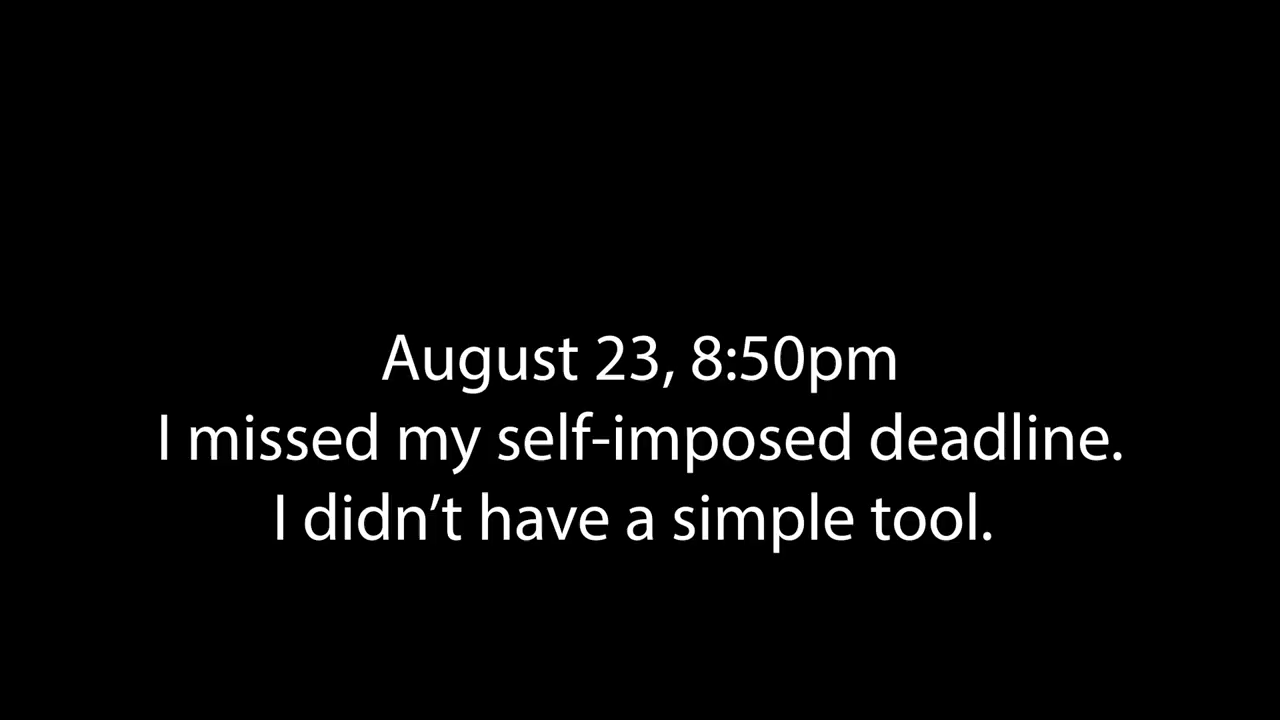 August 23, 8:50pm
I missed my self-imposed deadline.
I didn’t have a simple tool.